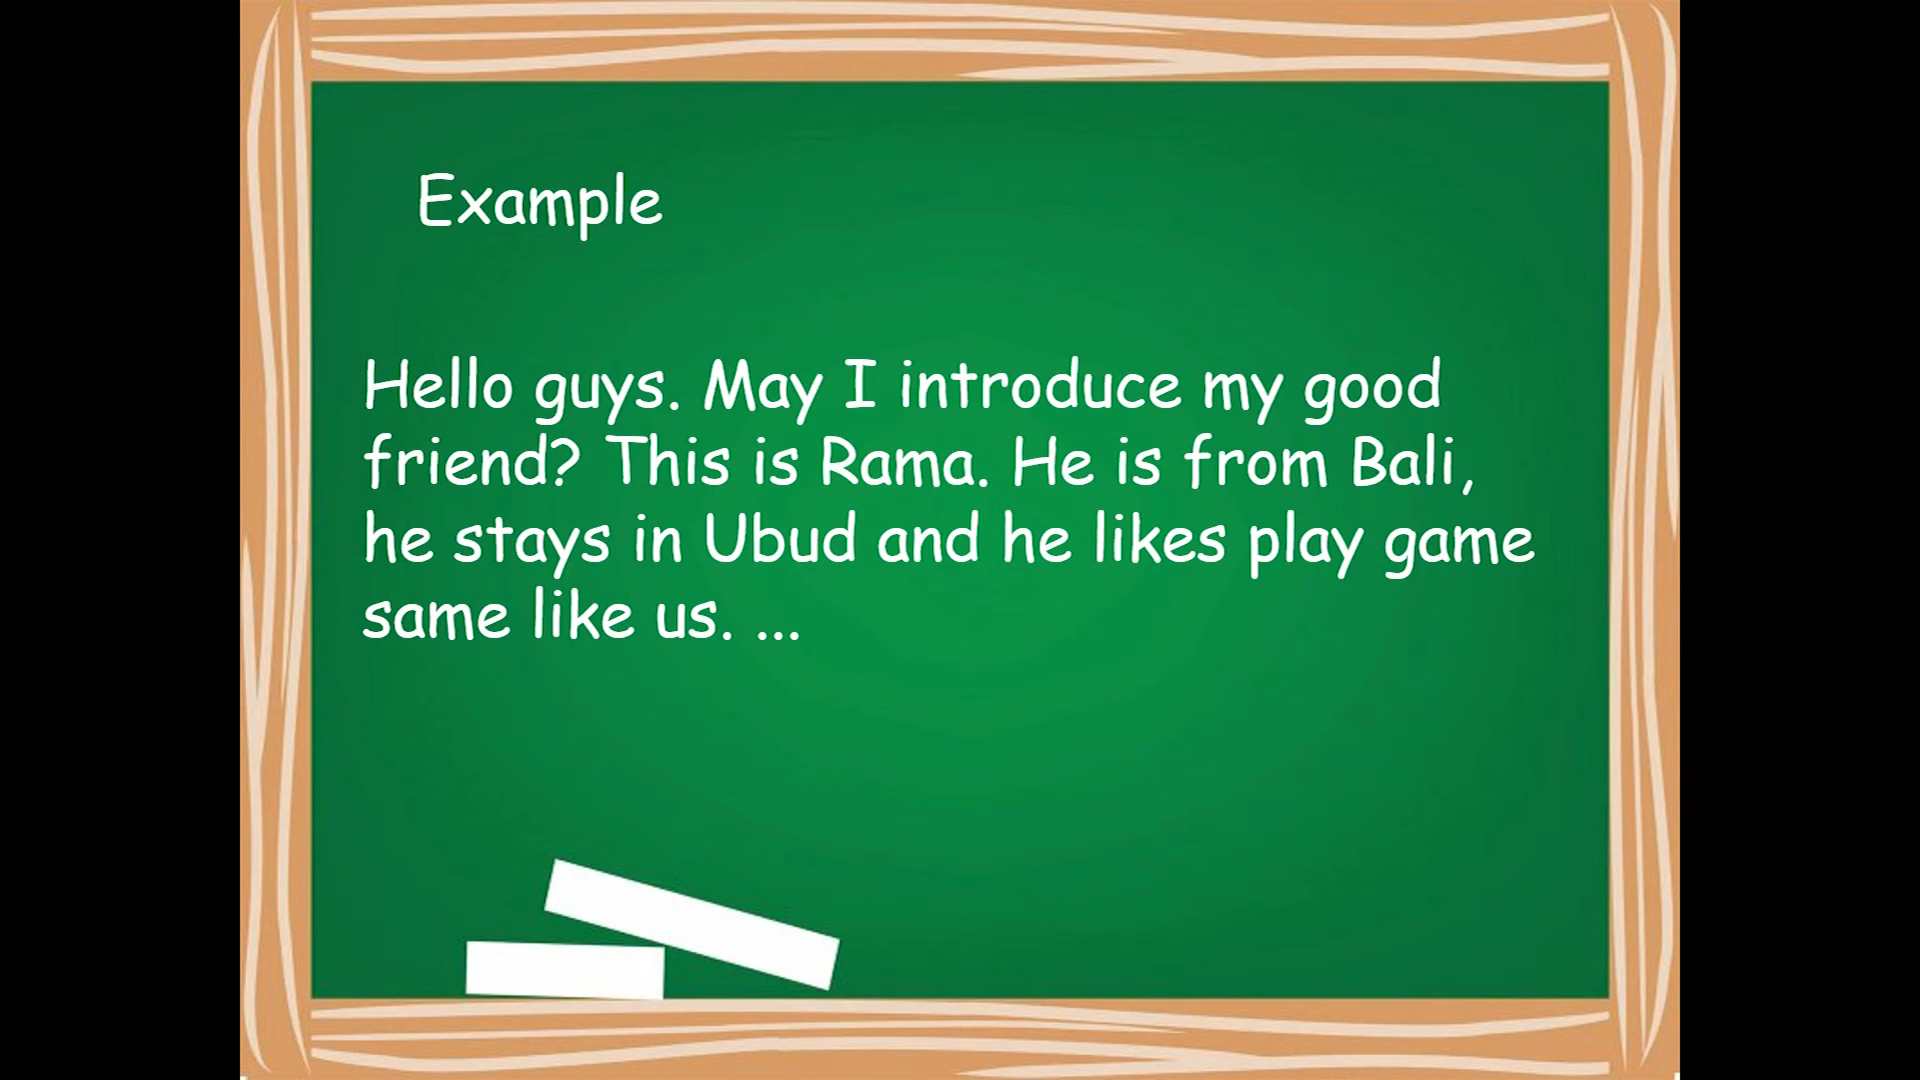 Example
Hello guys. May I introduce my good
friend? This is Rama. He is from Bali,
he stays in Ubud and he likes play game
same like us. ...